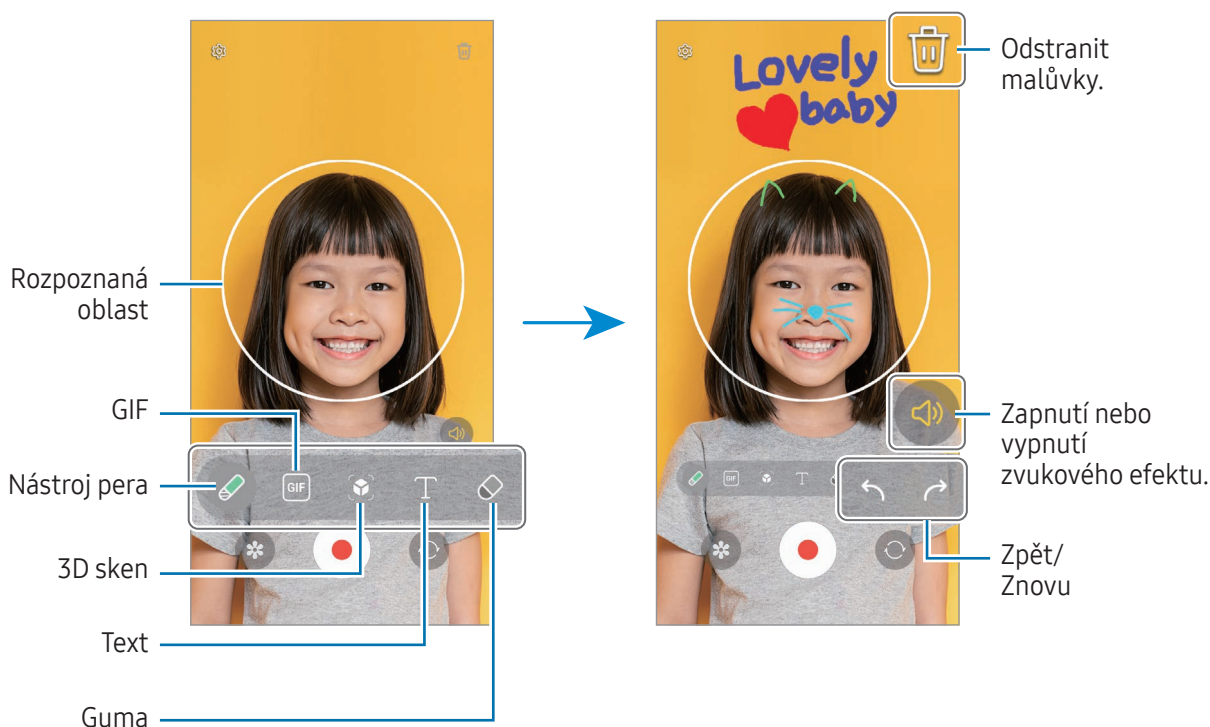 Lovely
baby
Odstranit
malůvky.
Rozpoznaná
oblast
GIF
Nástroj pera
GIF
T
3D sken
Text
Guma
GIF
T
Zapnutí nebo
vypnutí
zvukového efektu.
Zpět/
Znovu